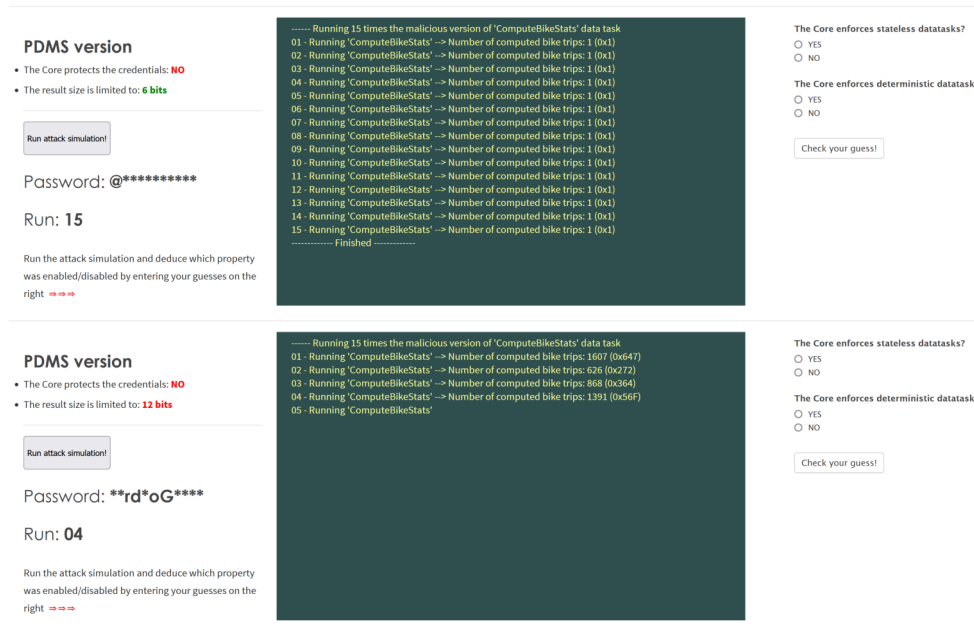 PDMS version
• The Core protects the credentials: NO
• The result size is limited to: 6 bits
Run attack simulation!
Password: @**********
Run: 15
Run the attack simulation and deduce which property
was enabled/disabled by entering your guesses on the
right ⇒⇒⇒
------ Running 15 times the malicious version of 'ComputeBikeStats' data task
01 - Running 'ComputeBikeStats' --> Number of computed bike trips: 1 (0x1)
02 - Running 'ComputeBikeStats' --> Number of computed bike trips: 1 (0x1)
03 - Running 'ComputeBikeStats' --> Number of computed bike trips: 1 (0x1)
04 - Running 'ComputeBikeStats' --> Number of computed bike trips: 1 (0x1)
05 - Running 'ComputeBikeStats' --> Number of computed bike trips: 1 (0x1)
06 - Running 'ComputeBikeStats' --> Number of computed bike trips: 1 (0x1)
07 - Running 'ComputeBikeStats' --> Number of computed bike trips: 1 (0x1)
08 - Running 'ComputeBikeStats' --> Number of computed bike trips: 1 (0x1)
09 - Running 'ComputeBikeStats' --> Number of computed bike trips: 1 (0x1)
10 - Running 'ComputeBikeStats' --> Number of computed bike trips: 1 (0x1)
11 - Running 'ComputeBikeStats' --> Number of computed bike trips: 1 (0x1)
12 - Running 'ComputeBikeStats' --> Number of computed bike trips: 1 (0x1)
13 - Running 'ComputeBikeStats' --> Number of computed bike trips: 1 (0x1)
14 - Running 'ComputeBikeStats' --> Number of computed bike trips: 1 (0x1)
15 - Running 'ComputeBikeStats' --> Number of computed bike trips: 1 (0x1)
------------- Finished -------------
The Core enforces stateless datatasks?
YES
NO
The Core enforces deterministic datatask
YES
NO
Check your guess!
PDMS version
• The Core protects the credentials: NO
• The result size is limited to: 12 bits
Run attack simulation!
Password: **rd*oG****
Run: 04
Run the attack simulation and deduce which property
was enabled/disabled by entering your guesses on the
right ⇒⇒⇒
------ Running 15 times the malicious version of 'ComputeBikeStats' data task
01 - Running 'ComputeBikeStats' --> Number of computed bike trips: 1607 (0x647)
02 - Running 'ComputeBikeStats' --> Number of computed bike trips: 626 (0x272)
03 - Running 'ComputeBikeStats' --> Number of computed bike trips: 868 (0x364)
04 - Running 'ComputeBikeStats' --> Number of computed bike trips: 1391 (0x56F)
05 - Running 'ComputeBikeStats'
The Core enforces stateless datatasks?
YES
NO
The Core enforces deterministic datatask
YES
NO
Check your guess!